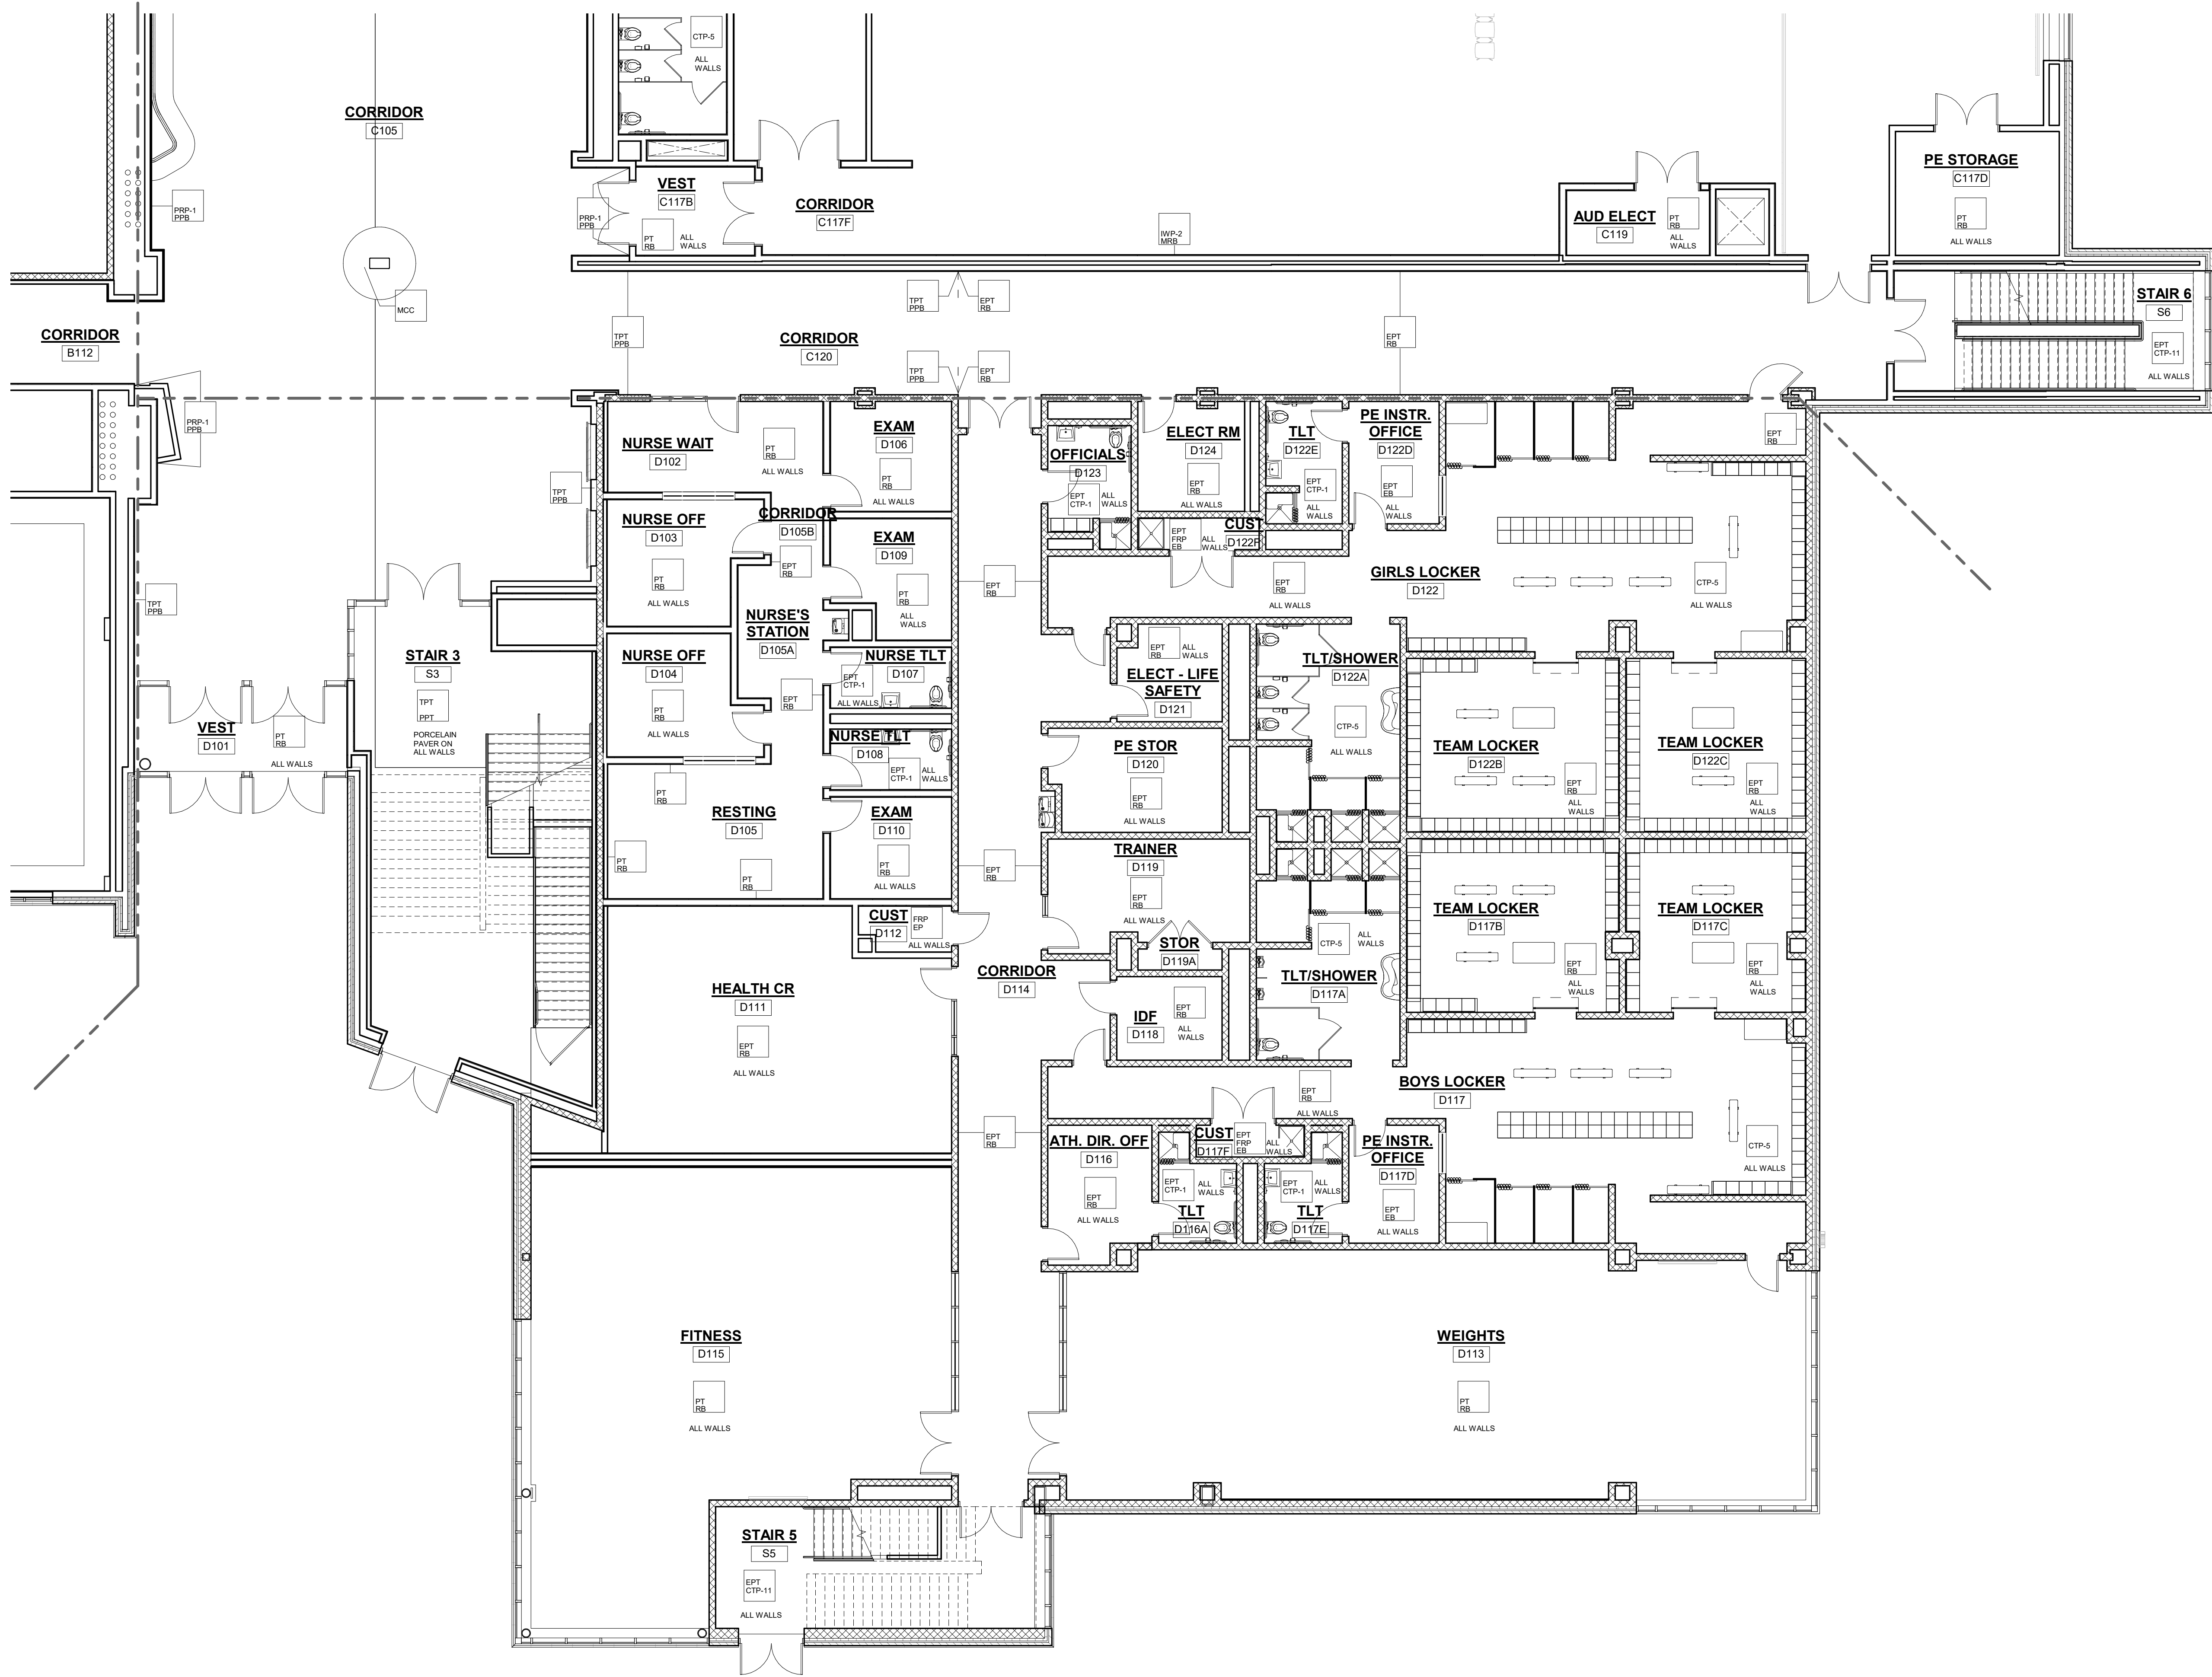 CTP-5
ALL
WALLS
CORRIDOR
C105
PRP-1
PPB
MCC
VEST
C117B
PRP-1
PPB
PT
RB
ALL
WALLS
CORRIDOR
C117F
IWP-2
MRB
AUD ELECT
C119
PT
RB
ALL
WALLS
PE STORAGE
C117D
PT
RB
ALL WALLS
STAIR 6
S6
EPT
CTP-11
ALL WALLS
CORRIDOR
B112
TPT
PPB
TPT
PPB
EPT
RB
CORRIDOR
C120
TPT
PPB
EPT
RB
EPT
RB
PRP-1
PPB
TPT
PPB
TPT
PPB
NURSE WAIT
D102
PT
RB
ALL WALLS
EXAM
D106
PT
RB
ALL WALLS
OFFICIALS
D123
EPT
CTP-1
ALL
WALLS
ELECT RM
D124
EPT
RB
ALL WALLS
TLT
D122E
EPT
CTP-1
ALL
WALLS
PE INSTR.
OFFICE
D122D
EPT
EB
ALL
WALLS
EPT
RB
NURSE OFF
D103
PT
RB
ALL WALLS
CORRIDOR
D105B
EPT
RB
EXAM
D109
PT
RB
ALL
WALLS
EPT
RB
CUST
D122F
EPT
FRP
EB
ALL
WALLS
GIRLS LOCKER
D122
EPT
RB
ALL WALLS
CTP-5
ALL WALLS
NURSE'S
STATION
D105A
EPT
RB
STAIR 3
S3
TPT
PPT
PORCELAIN
PAVER ON
ALL WALLS
VEST
D101
PT
RB
ALL WALLS
NURSE OFF
D104
PT
RB
ALL WALLS
NURSE TLT
D107
EPT
CTP-1
ALL WALLS
NURSE TLT
D108
EPT
CTP-1
ALL
WALLS
EPT
RB
ALL
WALLS
ELECT - LIFE
SAFETY
D121
TLT/SHOWER
D122A
CTP-5
ALL WALLS
TEAM LOCKER
D122B
EPT
RB
ALL
WALLS
TEAM LOCKER
D122C
EPT
RB
ALL
WALLS
PE STOR
D120
EPT
RB
ALL WALLS
RESTING
D105
PT
RB
PT
RB
PT
RB
EXAM
D110
PT
RB
ALL WALLS
EPT
RB
TRAINER
D119
EPT
RB
ALL WALLS
STOR
D119A
CUST
D112
FRP
EP
ALL WALLS
CTP-5
ALL
WALLS
TLT/SHOWER
D117A
TEAM LOCKER
D117B
EPT
RB
ALL
WALLS
TEAM LOCKER
D117C
EPT
RB
ALL
WALLS
CORRIDOR
D114
HEALTH CR
D111
EPT
RB
ALL WALLS
IDF
D118
EPT
RB
ALL
WALLS
BOYS LOCKER
D117
EPT
RB
ALL WALLS
CTP-5
ALL WALLS
EPT
RB
ATH. DIR. OFF
D116
EPT
RB
ALL WALLS
CUST
D117F
EPT
FRP
EB
ALL
WALLS
EPT
CTP-1
ALL
WALLS
TLT
D116A
EPT
CTP-1
ALL
WALLS
TLT
D117E
PE INSTR.
OFFICE
D117D
EPT
EB
ALL WALLS
FITNESS
D115
PT
RB
ALL WALLS
WEIGHTS
D113
PT
RB
ALL WALLS
STAIR 5
S5
EPT
CTP-11
ALL WALLS